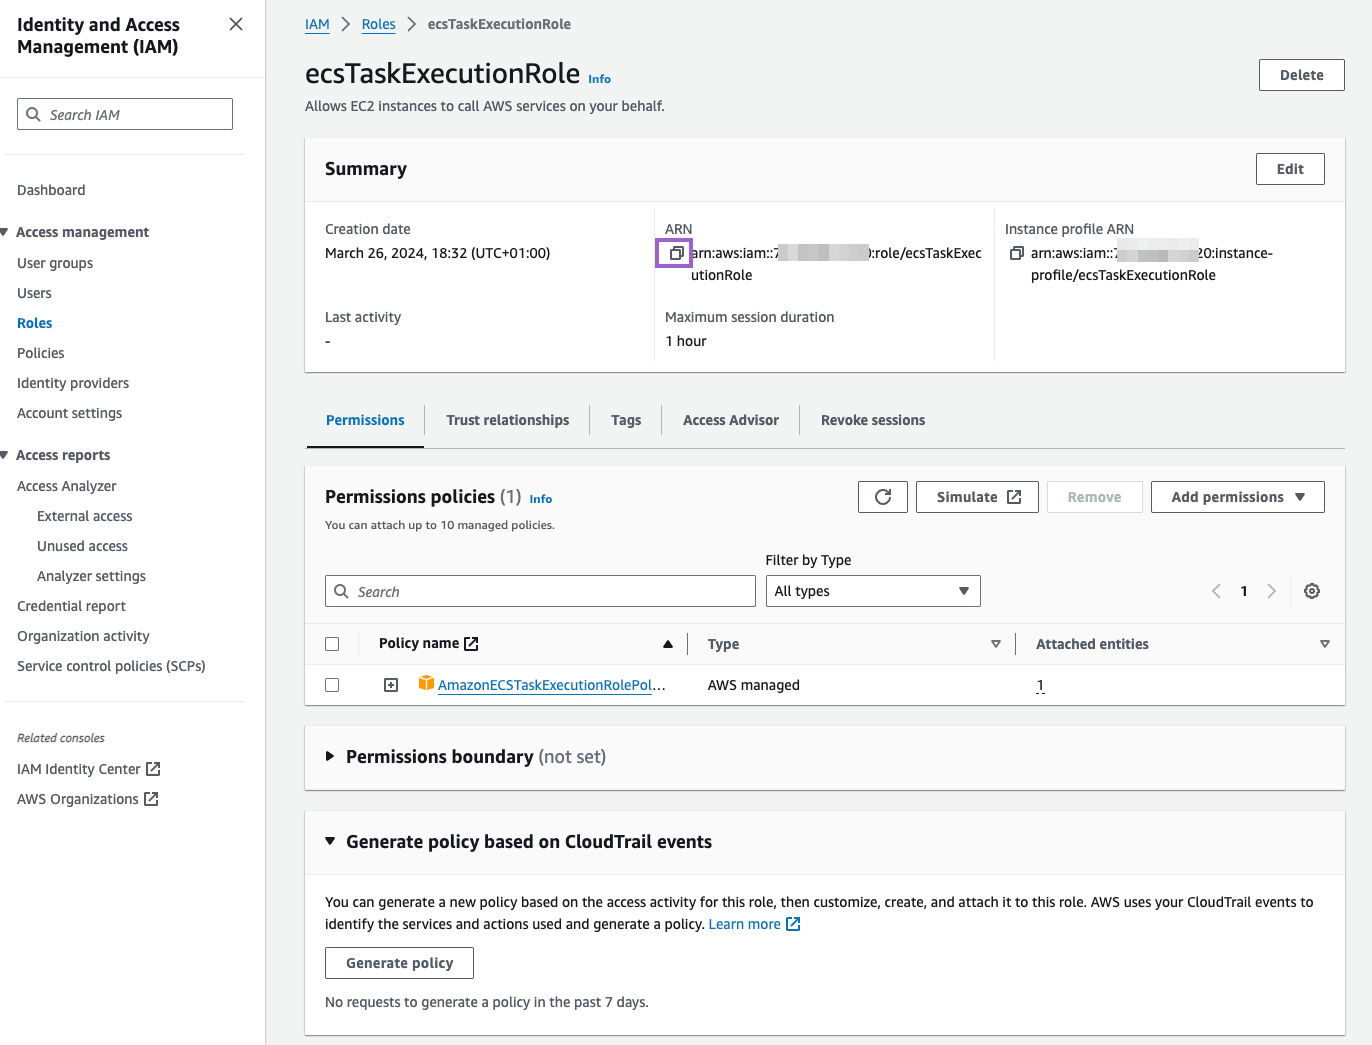 Identity and Access
Management (IAM)
Search IAM
Dashboard
Access management
User groups
Users
Roles
Policies
Identity providers
Account settings
Access reports
Access Analyzer
External access
Unused access
Analyzer settings
Credential report
Organization activity
Service control policies (SCPs)
Related consoles
IAM Identity Center
AWS Organizations
IAM > Roles > ecsTaskExecutionRole
ecsTaskExecutionRole Info
Delete
Allows EC2 instances to call AWS services on your behalf.
Summary
Edit
Creation date
March 26, 2024, 18:32 (UTC+01:00)
ARN
arn:aws:iam::7 :role/ecsTaskExec
utionRole
Instance profile ARN
arn:aws:iam:: 20:instance-
profile/ecsTaskExecutionRole
Last activity
-
Maximum session duration
1 hour
Permissions
Trust relationships
Tags
Access Advisor
Revoke sessions
Permissions policies (1) Info
You can attach up to 10 managed policies.
Simulate
Remove
Add permissions
Filter by Type
Search
All types
1
Policy name
Type
Attached entities
AmazonECSTaskExecutionRolePol...
AWS managed
1
Permissions boundary (not set)
Generate policy based on CloudTrail events
You can generate a new policy based on the access activity for this role, then customize, create, and attach it to this role. AWS uses your CloudTrail events to
identify the services and actions used and generate a policy. Learn more
Generate policy
No requests to generate a policy in the past 7 days.